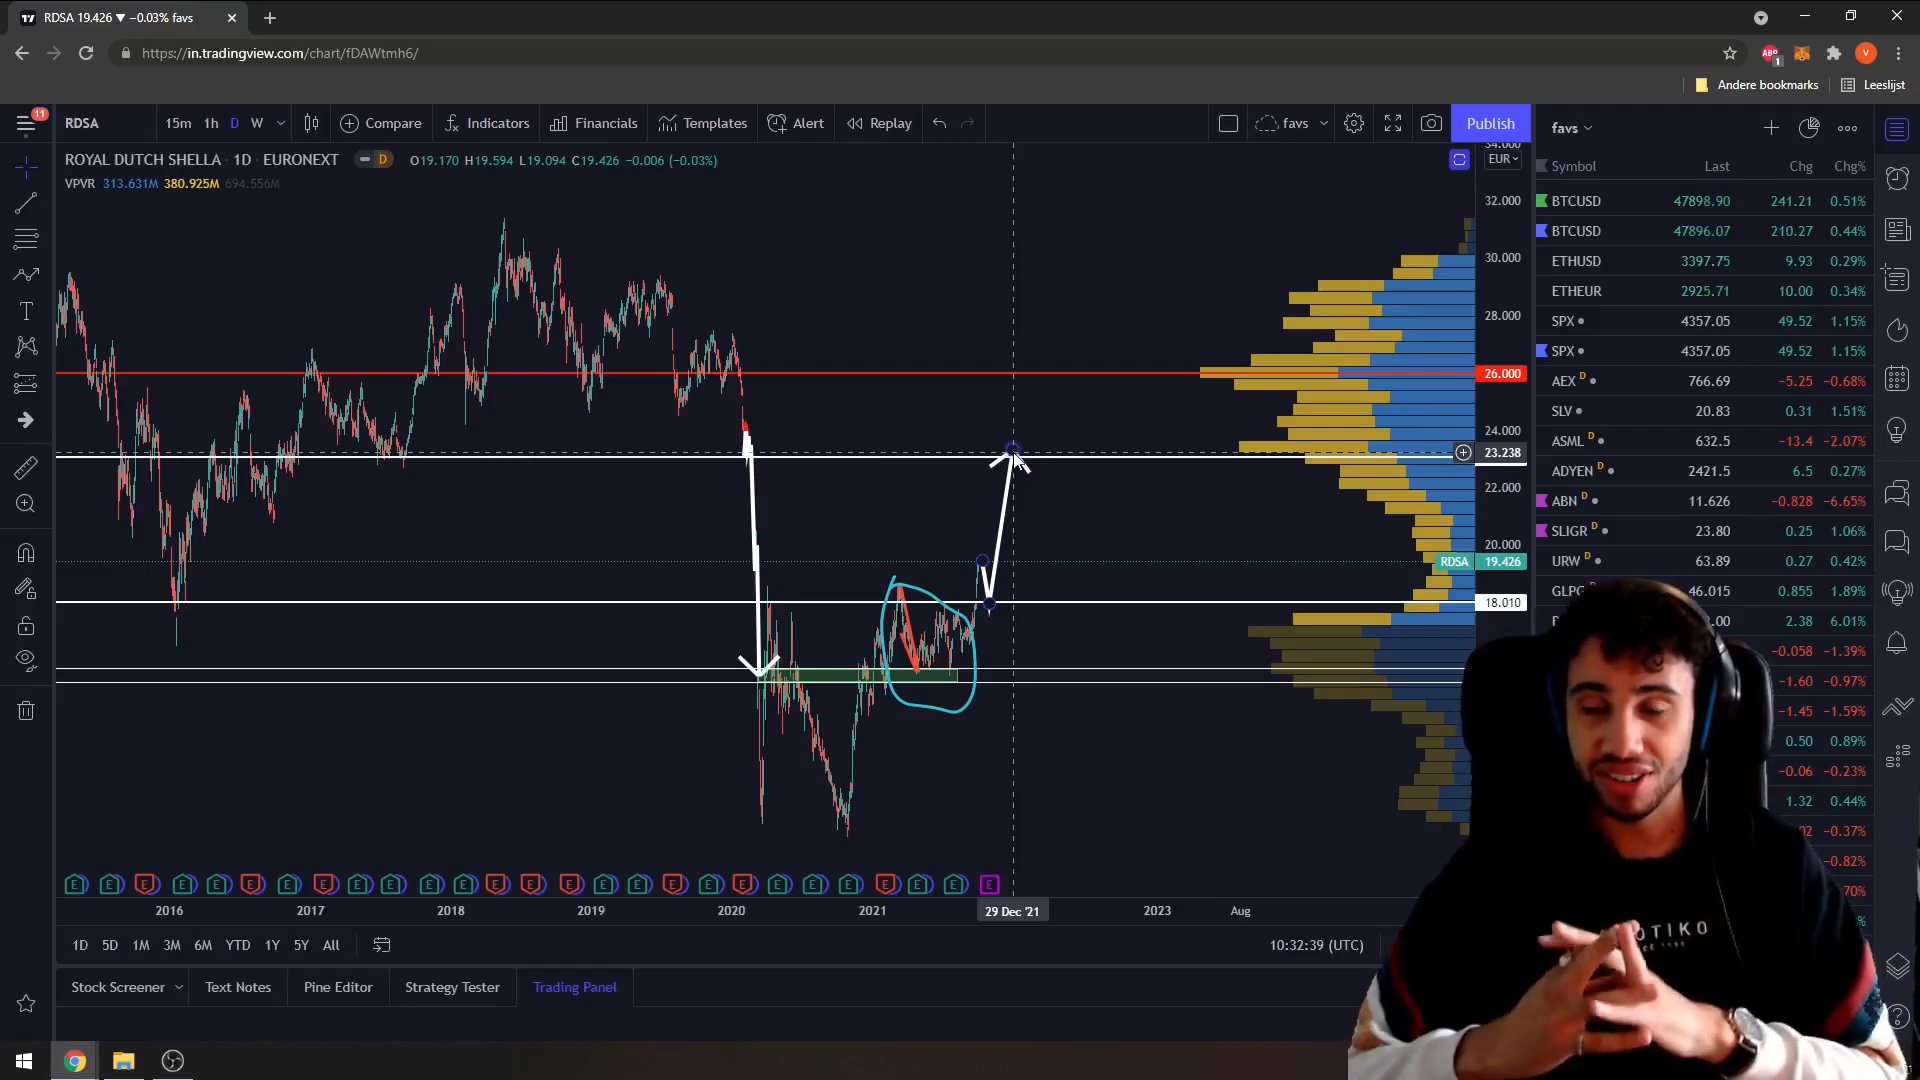 RDSA 19.426 ▼ −0.03% favs
https://in.tradingview.com/chart/fDAWtmh6/
ABP
1
V
Andere bookmarks
Leeslijst
11
RDSA 15m 1h D W Compare Indicators Financials Templates Alert Replay favs Publish
ROYAL DUTCH SHELLA · 1D · EURONEXT D O19.170 H19.594 L19.094 C19.426 −0.006 (−0.03%)
VPVR 313.631M 380.925M 694.556M
34.000
EUR
32.000
30.000
28.000
26.000
24.000
23.238
22.000
20.000
RDSA 19.426
18.010
favs
Symbol Last Chg Chg%
BTCUSD 47898.90 241.21 0.51%
BTCUSD 47896.07 210.27 0.44%
ETHUSD 3397.75 9.93 0.29%
ETHEUR 2925.71 10.00 0.34%
SPX 4357.05 49.52 1.15%
SPX 4357.05 49.52 1.15%
AEX D 766.69 −5.25 −0.68%
SLV 20.83 0.31 1.51%
ASML D 632.5 −13.4 −2.07%
ADYEN D 2421.5 6.5 0.27%
ABN D 11.626 −0.828 −6.65%
SLIGR D 23.80 0.25 1.06%
URW D 63.89 0.27 0.42%
GLPG 46.015 0.855 1.89%
2.38 6.01%
−0.058 −1.39%
−1.60 −0.97%
−1.45 −1.59%
0.50 0.89%
−0.06 −0.23%
1.32 0.44%
−0.37%
−0.82%
70%
E E E E E E E E E E E E E E E E E E E E E E E E E E E
2016 2017 2018 2019 2020 2021 29 Dec '21 2023 Aug
1D 5D 1M 3M 6M YTD 1Y 5Y All
10:32:39 (UTC)
Stock Screener Text Notes Pine Editor Strategy Tester Trading Panel